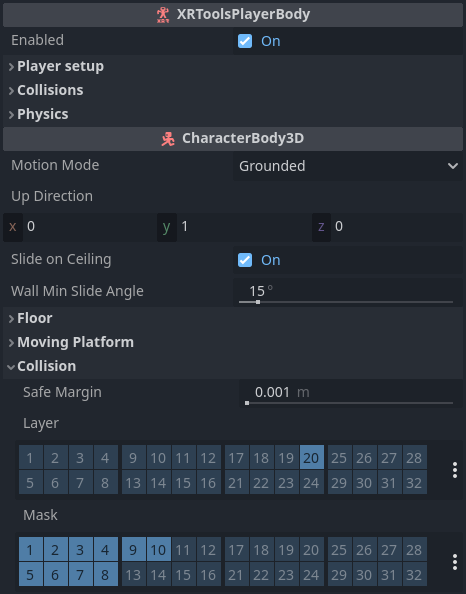 XRToolsPlayerBody
Enabled On
Player setup
Collisions
Physics
CharacterBody3D
Motion Mode Grounded
Up Direction
x 0 y 1 z 0
Slide on Ceiling On
Wall Min Slide Angle 15 °
Floor
Moving Platform
Collision
Safe Margin 0.001 m
Layer
1 2 3 4 9 10 11 12 17 18 19 20 25 26 27 28
5 6 7 8 13 14 15 16 21 22 23 24 29 30 31 32
Mask
1 2 3 4 9 10 11 12 17 18 19 20 25 26 27 28
5 6 7 8 13 14 15 16 21 22 23 24 29 30 31 32